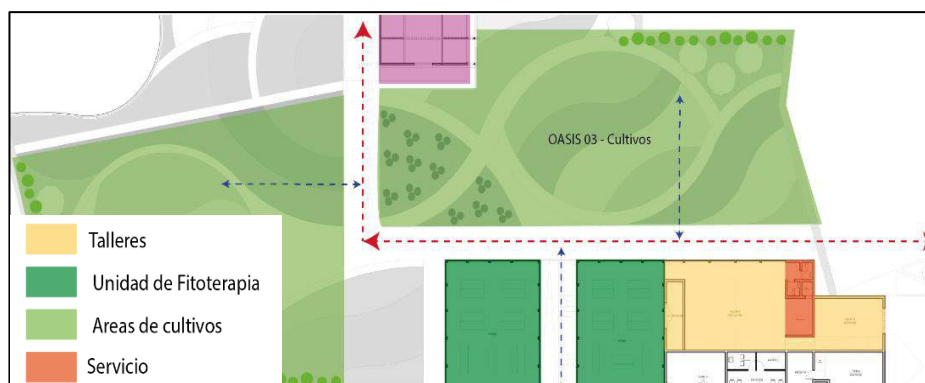 OASIS 03 - Cultivos
Talleres
Unidad de Fitoterapia
Areas de cultivos
Servicio